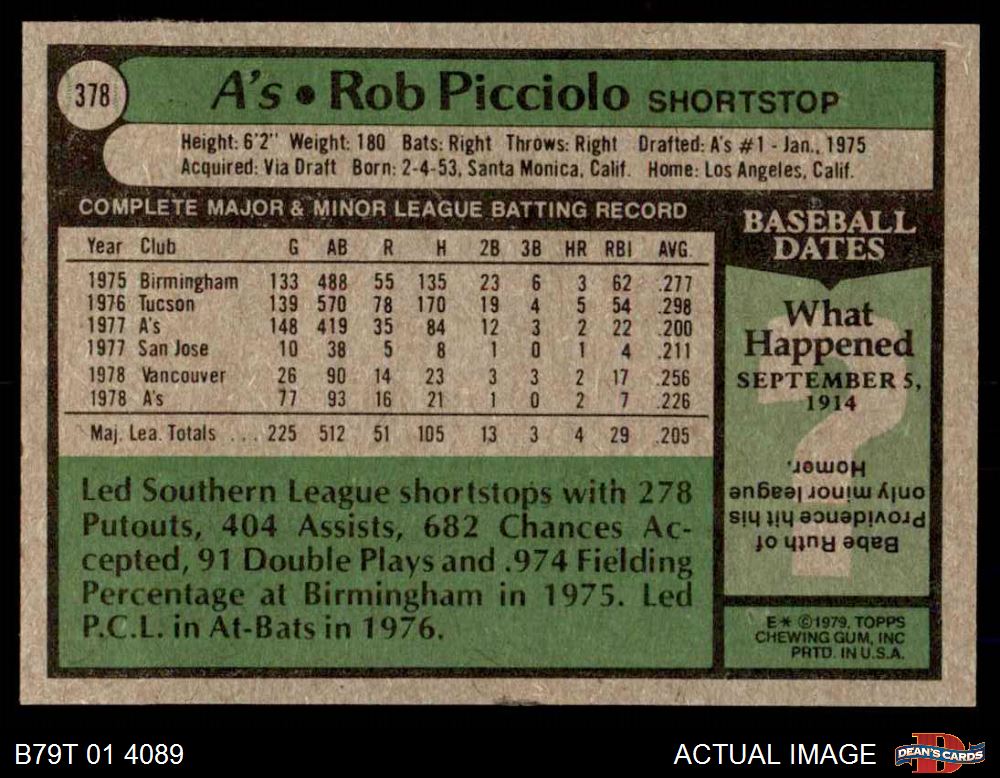 378
A's • Rob Picciolo SHORTSTOP
Height: 6'2" Weight: 180 Bats: Right Throws: Right Drafted: A's #1 - Jan., 1975
Acquired: Via Draft Born: 2-4-53, Santa Monica, Calif. Home: Los Angeles, Calif.
COMPLETE MAJOR & MINOR LEAGUE BATTING RECORD
Year Club G AB R H 2B 3B HR RBI AVG.
1975 Birmingham 133 488 55 135 23 6 3 62 .277
1976 Tucson 139 570 78 170 19 4 5 54 .298
1977 A's 148 419 35 84 12 3 2 22 .200
1977 San Jose 10 38 5 8 1 0 1 4 .211
1978 Vancouver 26 90 14 23 3 3 2 17 .256
1978 A's 77 93 16 21 1 0 2 7 .226
Maj. Lea. Totals ... 225 512 51 105 13 3 4 29 .205
Led Southern League shortstops with 278
Putouts, 404 Assists, 682 Chances Ac-
cepted, 91 Double Plays and .974 Fielding
Percentage at Birmingham in 1975. Led
P.C.L. in At-Bats in 1976.
BASEBALL
DATES
What
Happened
SEPTEMBER 5,
1914
?
Babe Ruth of
Providence hit his
only minor league
Homer.
E* ©1979, TOPPS
CHEWING GUM, INC
PRTD. IN U.S.A.
B79T 01 4089
ACTUAL IMAGE
D
DEAN'S CARDS